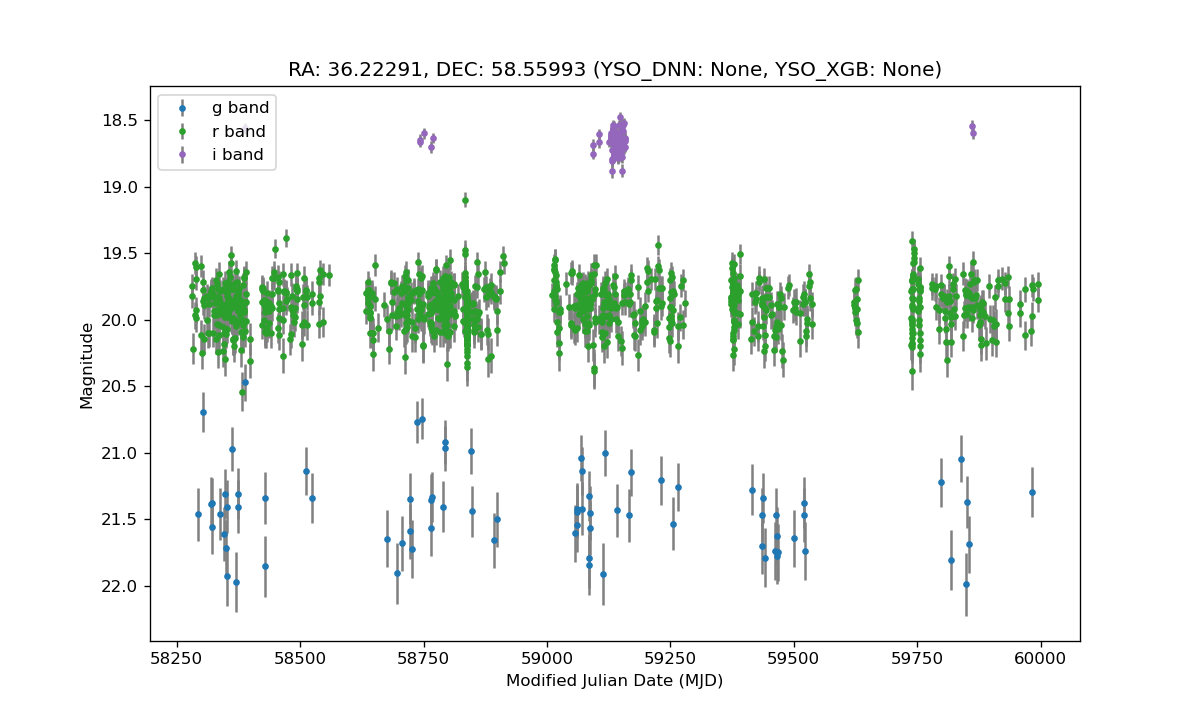 RA: 36.22291, DEC: 58.55993 (YSO_DNN: None, YSO_XGB: None)
g band
r band
i band
18.5
19.0
19.5
20.0
20.5
21.0
21.5
22.0
Magnitude
58250 58500 58750 59000 59250 59500 59750 60000
Modified Julian Date (MJD)